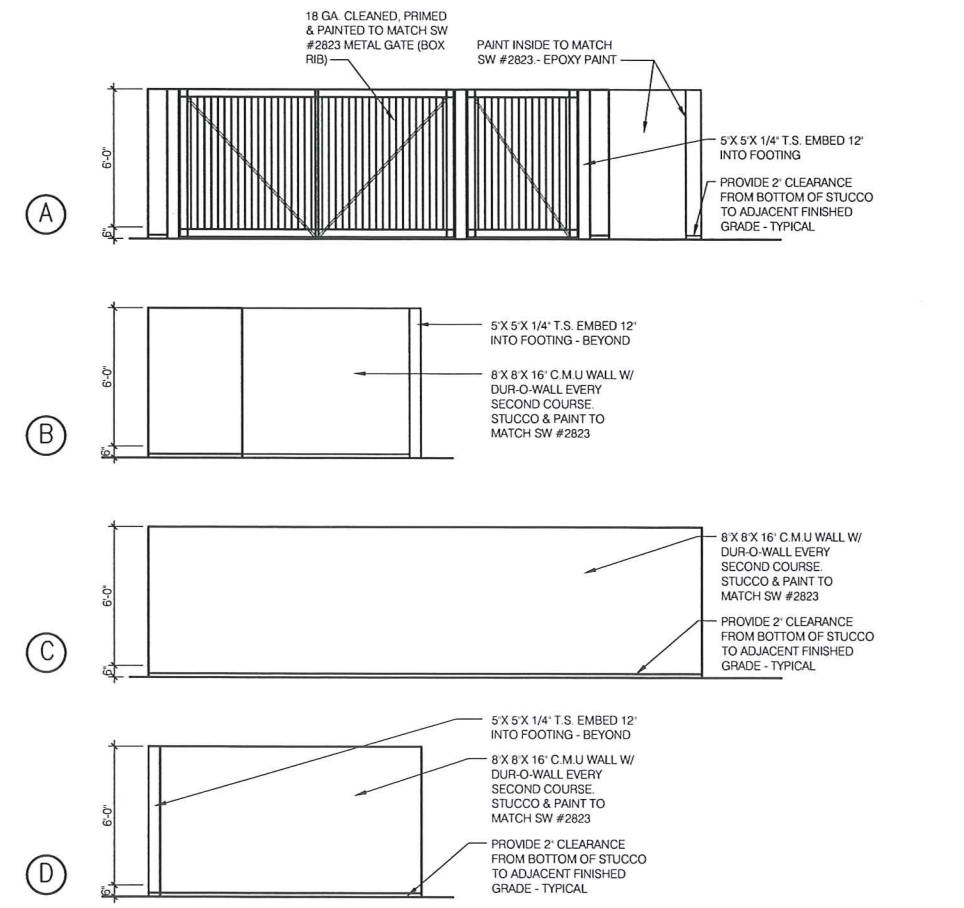 18 GA. CLEANED, PRIMED
& PAINTED TO MATCH SW
#2823 METAL GATE (BOX
RIB)
PAINT INSIDE TO MATCH
SW #2823.- EPOXY PAINT
5"X 5"X 1/4" T.S. EMBED 12"
INTO FOOTING
PROVIDE 2" CLEARANCE
FROM BOTTOM OF STUCCO
TO ADJACENT FINISHED
GRADE - TYPICAL
6'-0"
6"
A
5"X 5"X 1/4" T.S. EMBED 12"
INTO FOOTING - BEYOND
8"X 8"X 16" C.M.U WALL W/
DUR-O-WALL EVERY
SECOND COURSE.
STUCCO & PAINT TO
MATCH SW #2823
6'-0"
6"
B
8"X 8"X 16" C.M.U WALL W/
DUR-O-WALL EVERY
SECOND COURSE.
STUCCO & PAINT TO
MATCH SW #2823
PROVIDE 2" CLEARANCE
FROM BOTTOM OF STUCCO
TO ADJACENT FINISHED
GRADE - TYPICAL
6'-0"
6"
C
5"X 5"X 1/4" T.S. EMBED 12"
INTO FOOTING - BEYOND
8"X 8"X 16" C.M.U WALL W/
DUR-O-WALL EVERY
SECOND COURSE.
STUCCO & PAINT TO
MATCH SW #2823
PROVIDE 2" CLEARANCE
FROM BOTTOM OF STUCCO
TO ADJACENT FINISHED
GRADE - TYPICAL
6'-0"
6"
D